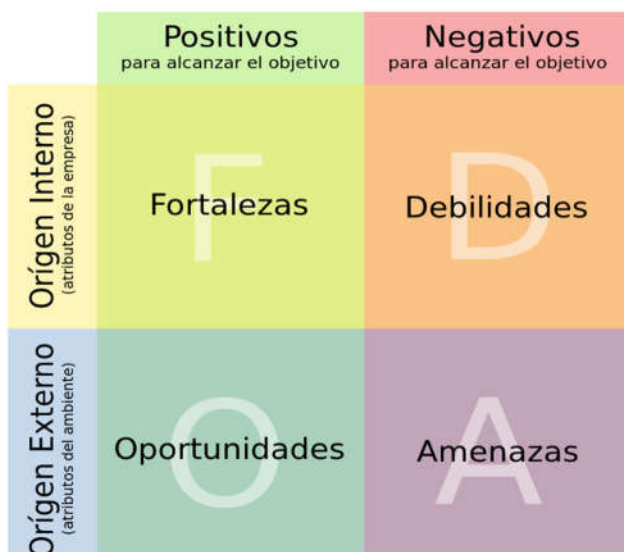 Positivos
para alcanzar el objetivo
Negativos
para alcanzar el objetivo
Orígen Interno
(atributos de la empresa)
F
Fortalezas
D
Debilidades
Orígen Externo
(atributos del ambiente)
O
Oportunidades
A
Amenazas